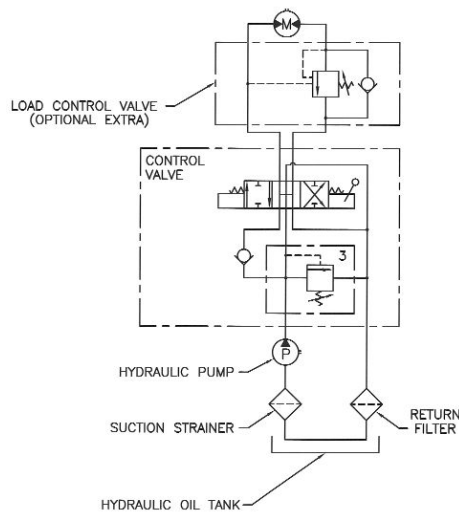 M
LOAD CONTROL VALVE
(OPTIONAL EXTRA)
CONTROL
VALVE
3
P
HYDRAULIC PUMP
SUCTION STRAINER
RETURN
FILTER
HYDRAULIC OIL TANK